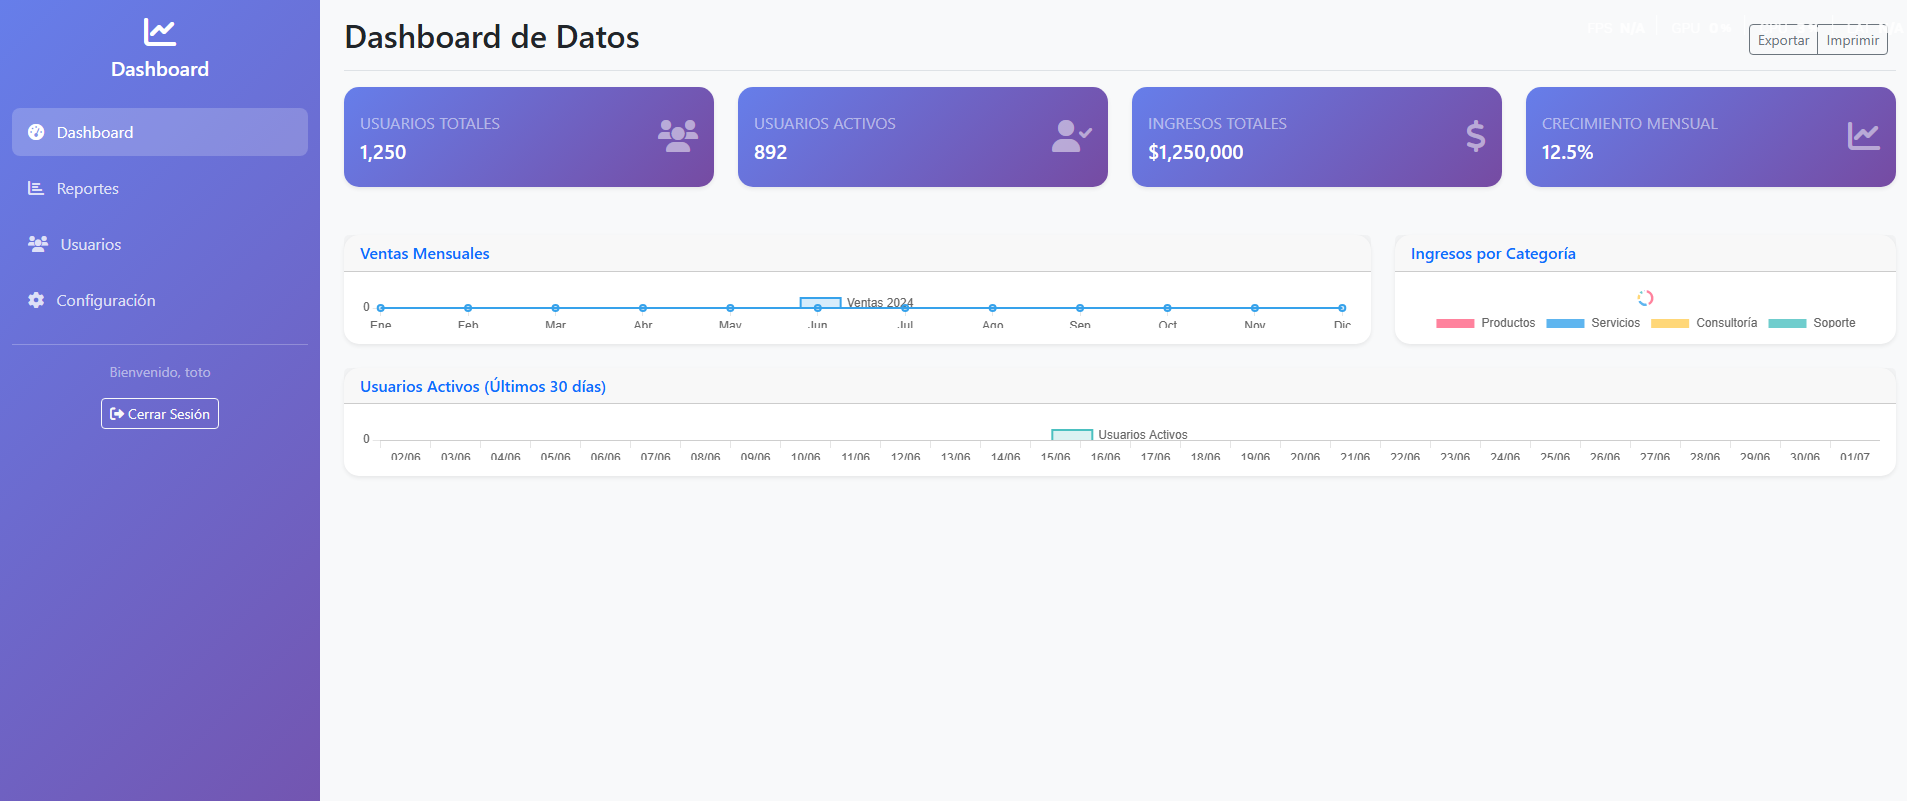 Dashboard
Dashboard
Reportes
Usuarios
Configuración
Bienvenido, toto
Cerrar Sesión
Dashboard de Datos
Exportar Imprimir
USUARIOS TOTALES
1,250
USUARIOS ACTIVOS
892
INGRESOS TOTALES
$1,250,000
CRECIMIENTO MENSUAL
12.5%
Ventas Mensuales
Ventas 2024
0
Ene Feb Mar Abr May Jun Jul Ago Sep Oct Nov Dic
Ingresos por Categoría
Productos Servicios Consultoría Soporte
Usuarios Activos (Últimos 30 días)
Usuarios Activos
0
02/06 03/06 04/06 05/06 06/06 07/06 08/06 09/06 10/06 11/06 12/06 13/06 14/06 15/06 16/06 17/06 18/06 19/06 20/06 21/06 22/06 23/06 24/06 25/06 26/06 27/06 28/06 29/06 30/06 01/07